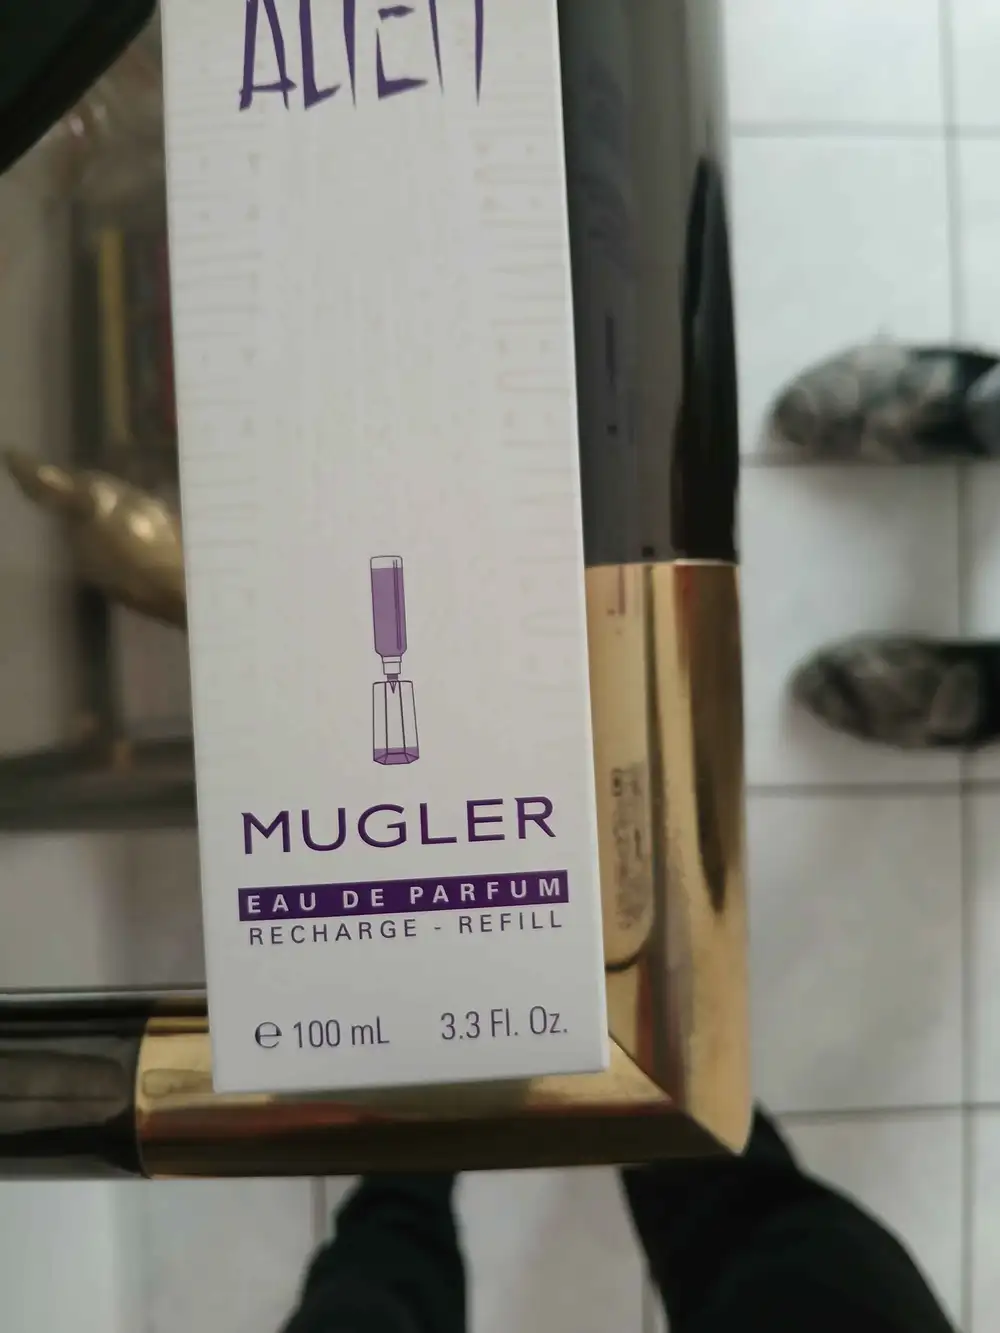 ALIEN
MUGLER
EAU DE PARFUM
RECHARGE - REFILL
℮ 100 mL 3.3 Fl. Oz.